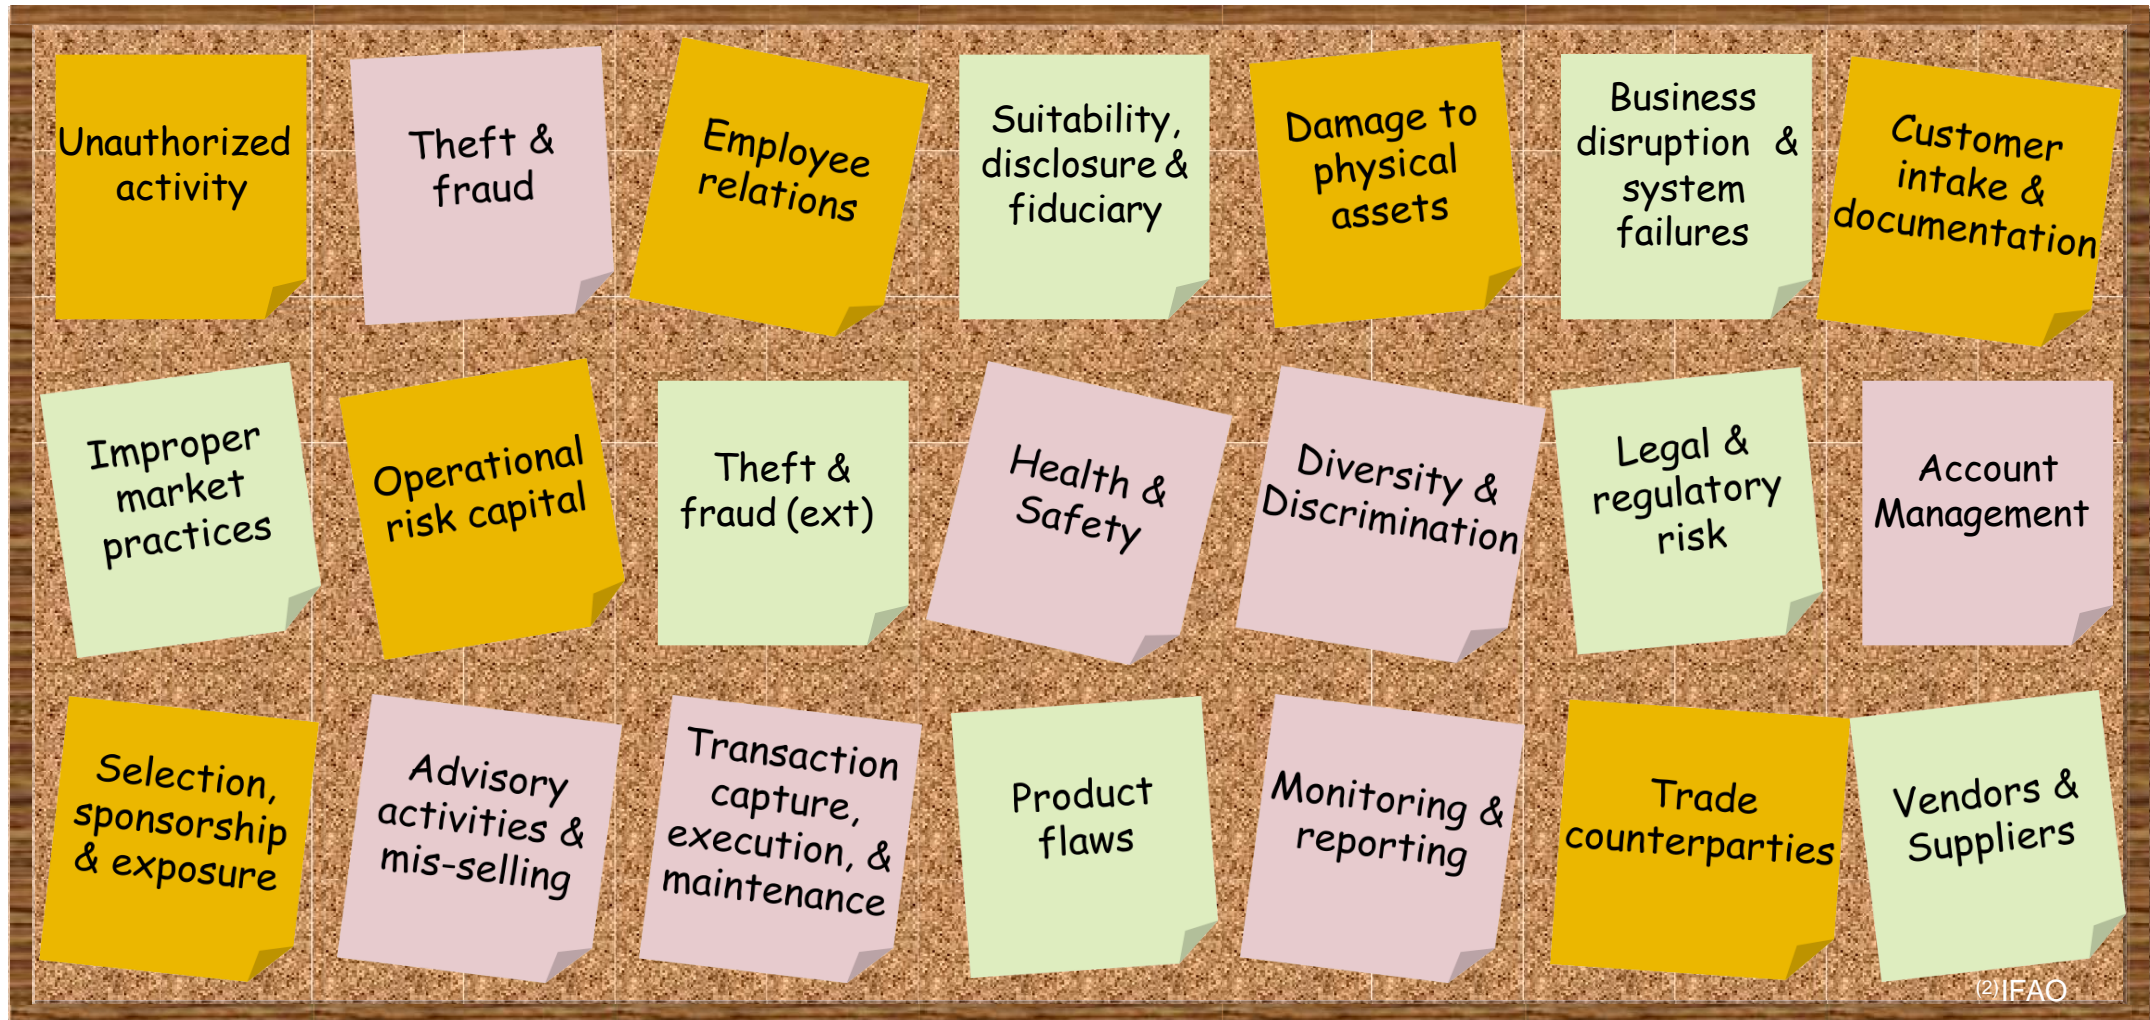 Unauthorized
activity
Theft &
fraud
Employee
relations
Suitability,
disclosure &
fiduciary
Damage to
physical
assets
Business
disruption &
system
failures
Customer
intake &
documentation
Improper
market
practices
Operational
risk capital
Theft &
fraud (ext)
Health &
Safety
Diversity &
Discrimination
Legal &
regulatory
risk
Account
Management
Selection,
sponsorship
& exposure
Advisory
activities &
mis-selling
Transaction
capture,
execution, &
maintenance
Product
flaws
Monitoring &
reporting
Trade
counterparties
Vendors &
Suppliers
(2) IFAO